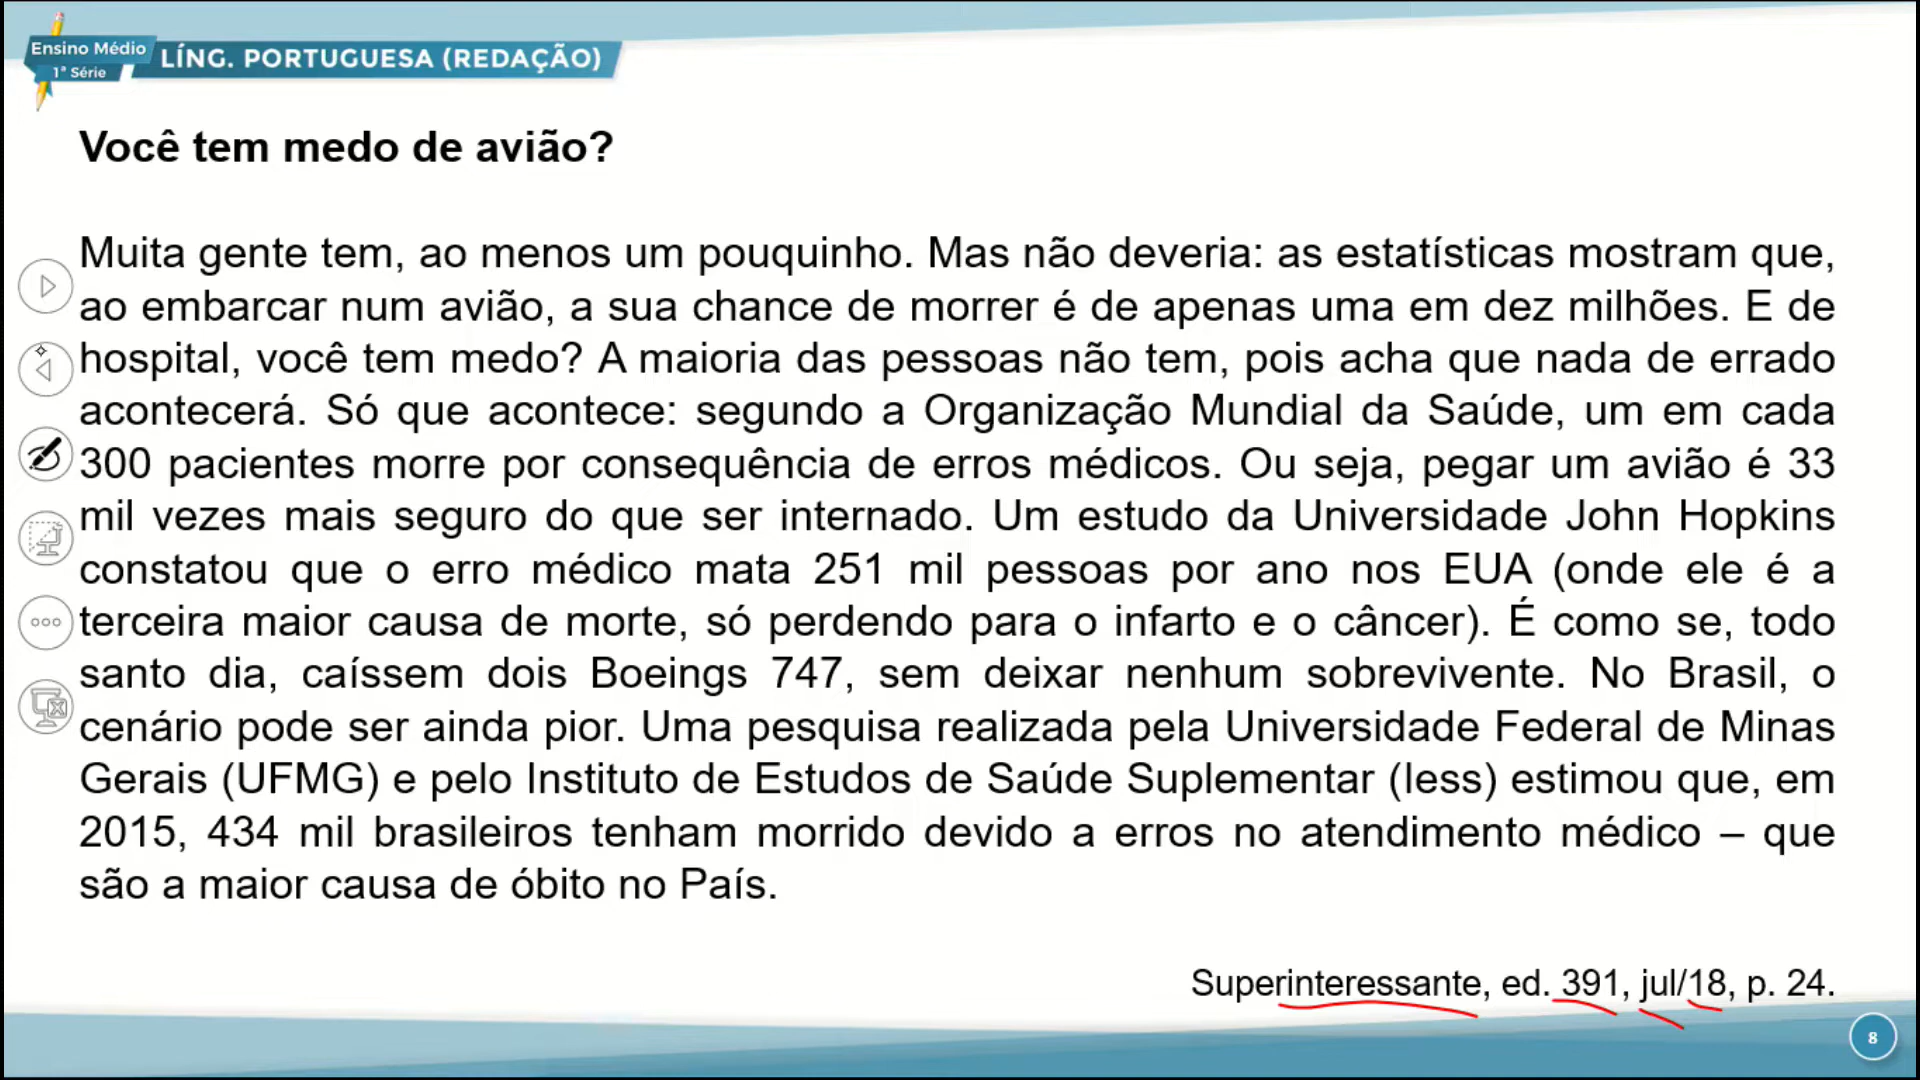 Ensino Médio
1ª Série
LÍNG. PORTUGUESA (REDAÇÃO)
Você tem medo de avião?
Muita gente tem, ao menos um pouquinho. Mas não deveria: as estatísticas mostram que,
ao embarcar num avião, a sua chance de morrer é de apenas uma em dez milhões. E de
hospital, você tem medo? A maioria das pessoas não tem, pois acha que nada de errado
acontecerá. Só que acontece: segundo a Organização Mundial da Saúde, um em cada
300 pacientes morre por consequência de erros médicos. Ou seja, pegar um avião é 33
mil vezes mais seguro do que ser internado. Um estudo da Universidade John Hopkins
constatou que o erro médico mata 251 mil pessoas por ano nos EUA (onde ele é a
terceira maior causa de morte, só perdendo para o infarto e o câncer). É como se, todo
santo dia, caíssem dois Boeings 747, sem deixar nenhum sobrevivente. No Brasil, o
cenário pode ser ainda pior. Uma pesquisa realizada pela Universidade Federal de Minas
Gerais (UFMG) e pelo Instituto de Estudos de Saúde Suplementar (Iess) estimou que, em
2015, 434 mil brasileiros tenham morrido devido a erros no atendimento médico – que
são a maior causa de óbito no País.
Superinteressante, ed. 391, jul/18, p. 24.
8